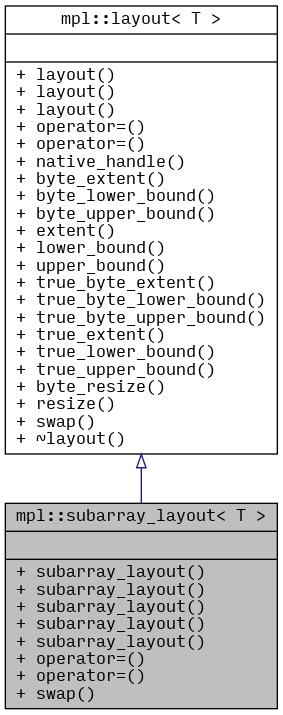 mpl::layout< T >
+ layout()
+ layout()
+ layout()
+ operator=()
+ operator=()
+ native_handle()
+ byte_extent()
+ byte_lower_bound()
+ byte_upper_bound()
+ extent()
+ lower_bound()
+ upper_bound()
+ true_byte_extent()
+ true_byte_lower_bound()
+ true_byte_upper_bound()
+ true_extent()
+ true_lower_bound()
+ true_upper_bound()
+ byte_resize()
+ resize()
+ swap()
+ ~layout()
mpl::subarray_layout< T >
+ subarray_layout()
+ subarray_layout()
+ subarray_layout()
+ subarray_layout()
+ subarray_layout()
+ operator=()
+ operator=()
+ swap()